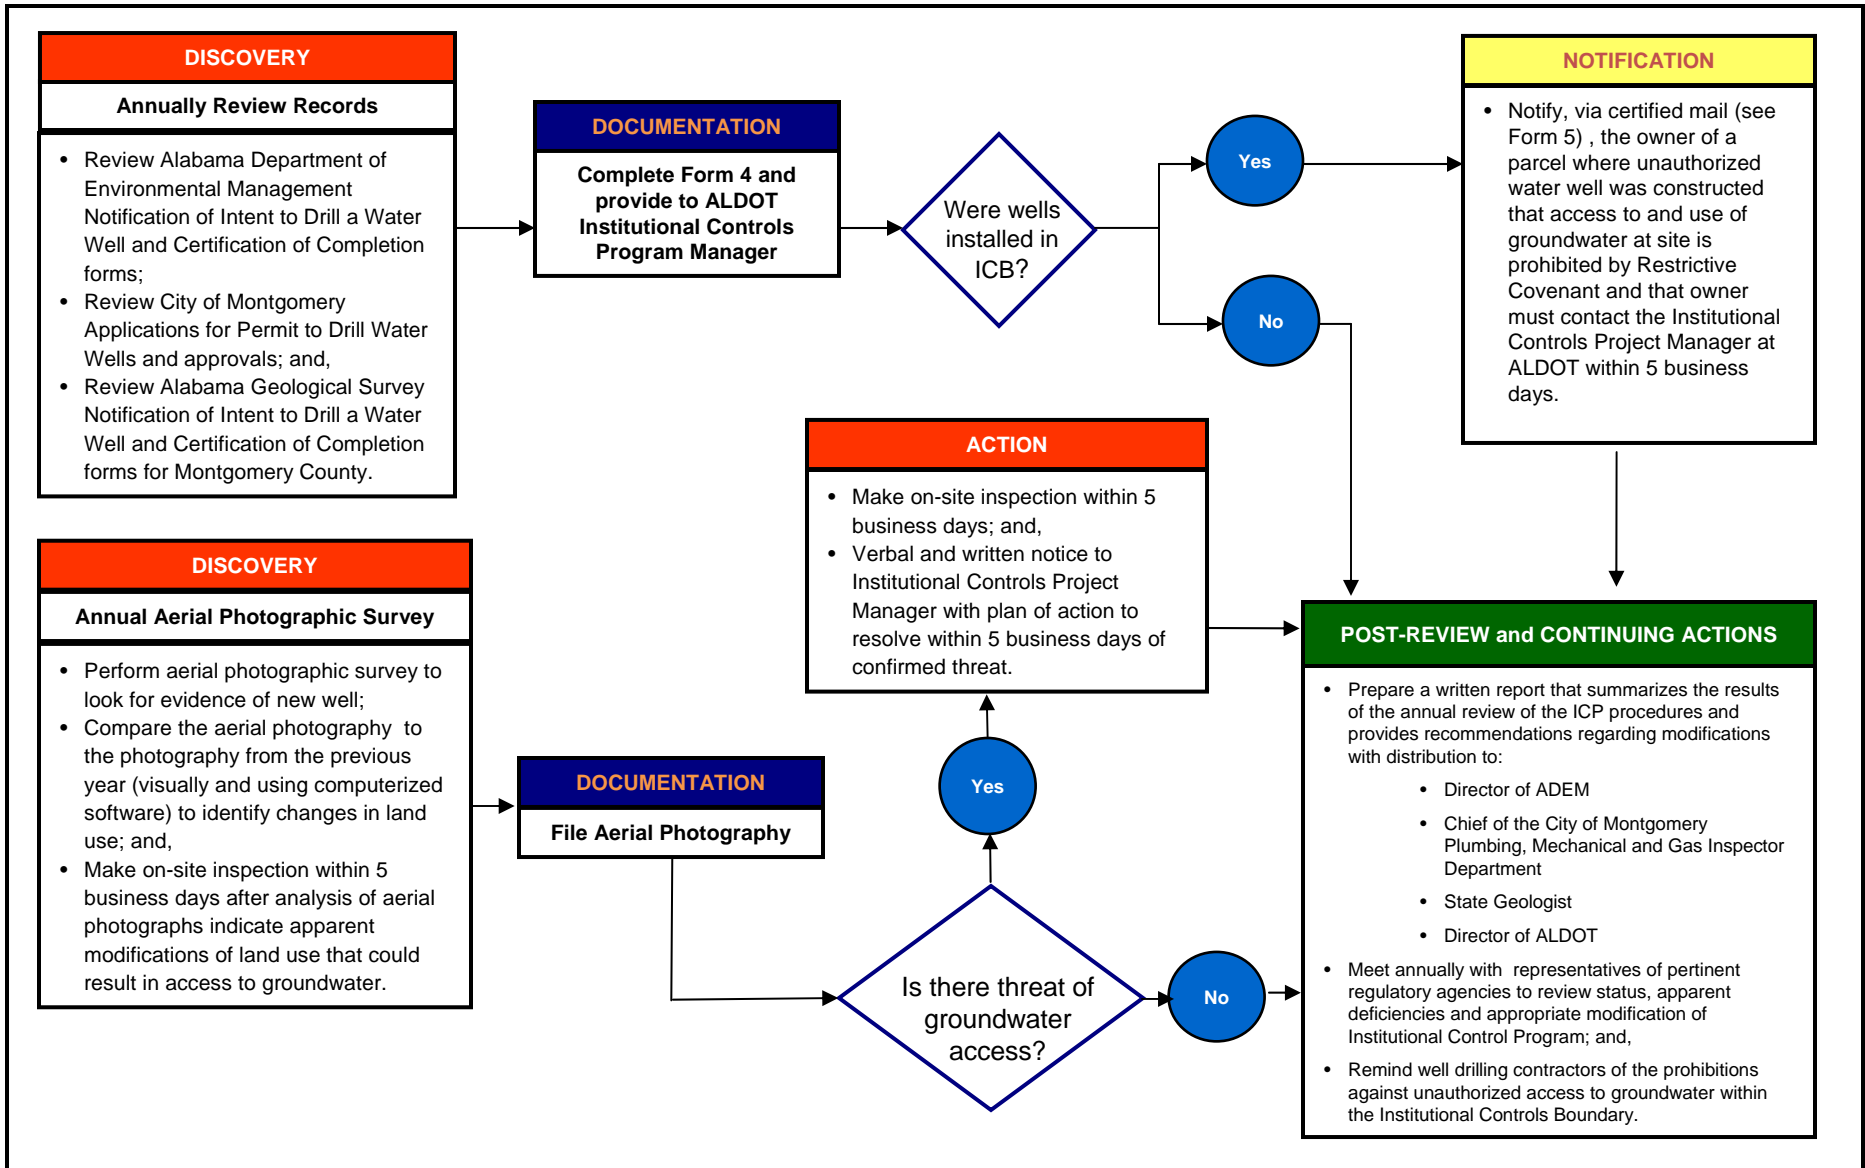 DISCOVERY
Annually Review Records
• Review Alabama Department of
Environmental Management
Notification of Intent to Drill a Water
Well and Certification of Completion
forms;
• Review City of Montgomery
Applications for Permit to Drill Water
Wells and approvals; and,
• Review Alabama Geological Survey
Notification of Intent to Drill a Water
Well and Certification of Completion
forms for Montgomery County.
DOCUMENTATION
Complete Form 4 and
provide to ALDOT
Institutional Controls
Program Manager
Were wells
installed in
ICB?
Yes
No
NOTIFICATION
• Notify, via certified mail (see
Form 5) , the owner of a
parcel where unauthorized
water well was constructed
that access to and use of
groundwater at site is
prohibited by Restrictive
Covenant and that owner
must contact the Institutional
Controls Project Manager at
ALDOT within 5 business
days.
DISCOVERY
Annual Aerial Photographic Survey
• Perform aerial photographic survey to
look for evidence of new well;
• Compare the aerial photography to
the photography from the previous
year (visually and using computerized
software) to identify changes in land
use; and,
• Make on-site inspection within 5
business days after analysis of aerial
photographs indicate apparent
modifications of land use that could
result in access to groundwater.
DOCUMENTATION
File Aerial Photography
Is there threat of
groundwater
access?
Yes
No
ACTION
• Make on-site inspection within 5
business days; and,
• Verbal and written notice to
Institutional Controls Project
Manager with plan of action to
resolve within 5 business days of
confirmed threat.
POST-REVIEW and CONTINUING ACTIONS
• Prepare a written report that summarizes the results
of the annual review of the ICP procedures and
provides recommendations regarding modifications
with distribution to:
• Director of ADEM
• Chief of the City of Montgomery
Plumbing, Mechanical and Gas Inspector
Department
• State Geologist
• Director of ALDOT
• Meet annually with representatives of pertinent
regulatory agencies to review status, apparent
deficiencies and appropriate modification of
Institutional Control Program; and,
• Remind well drilling contractors of the prohibitions
against unauthorized access to groundwater within
the Institutional Controls Boundary.